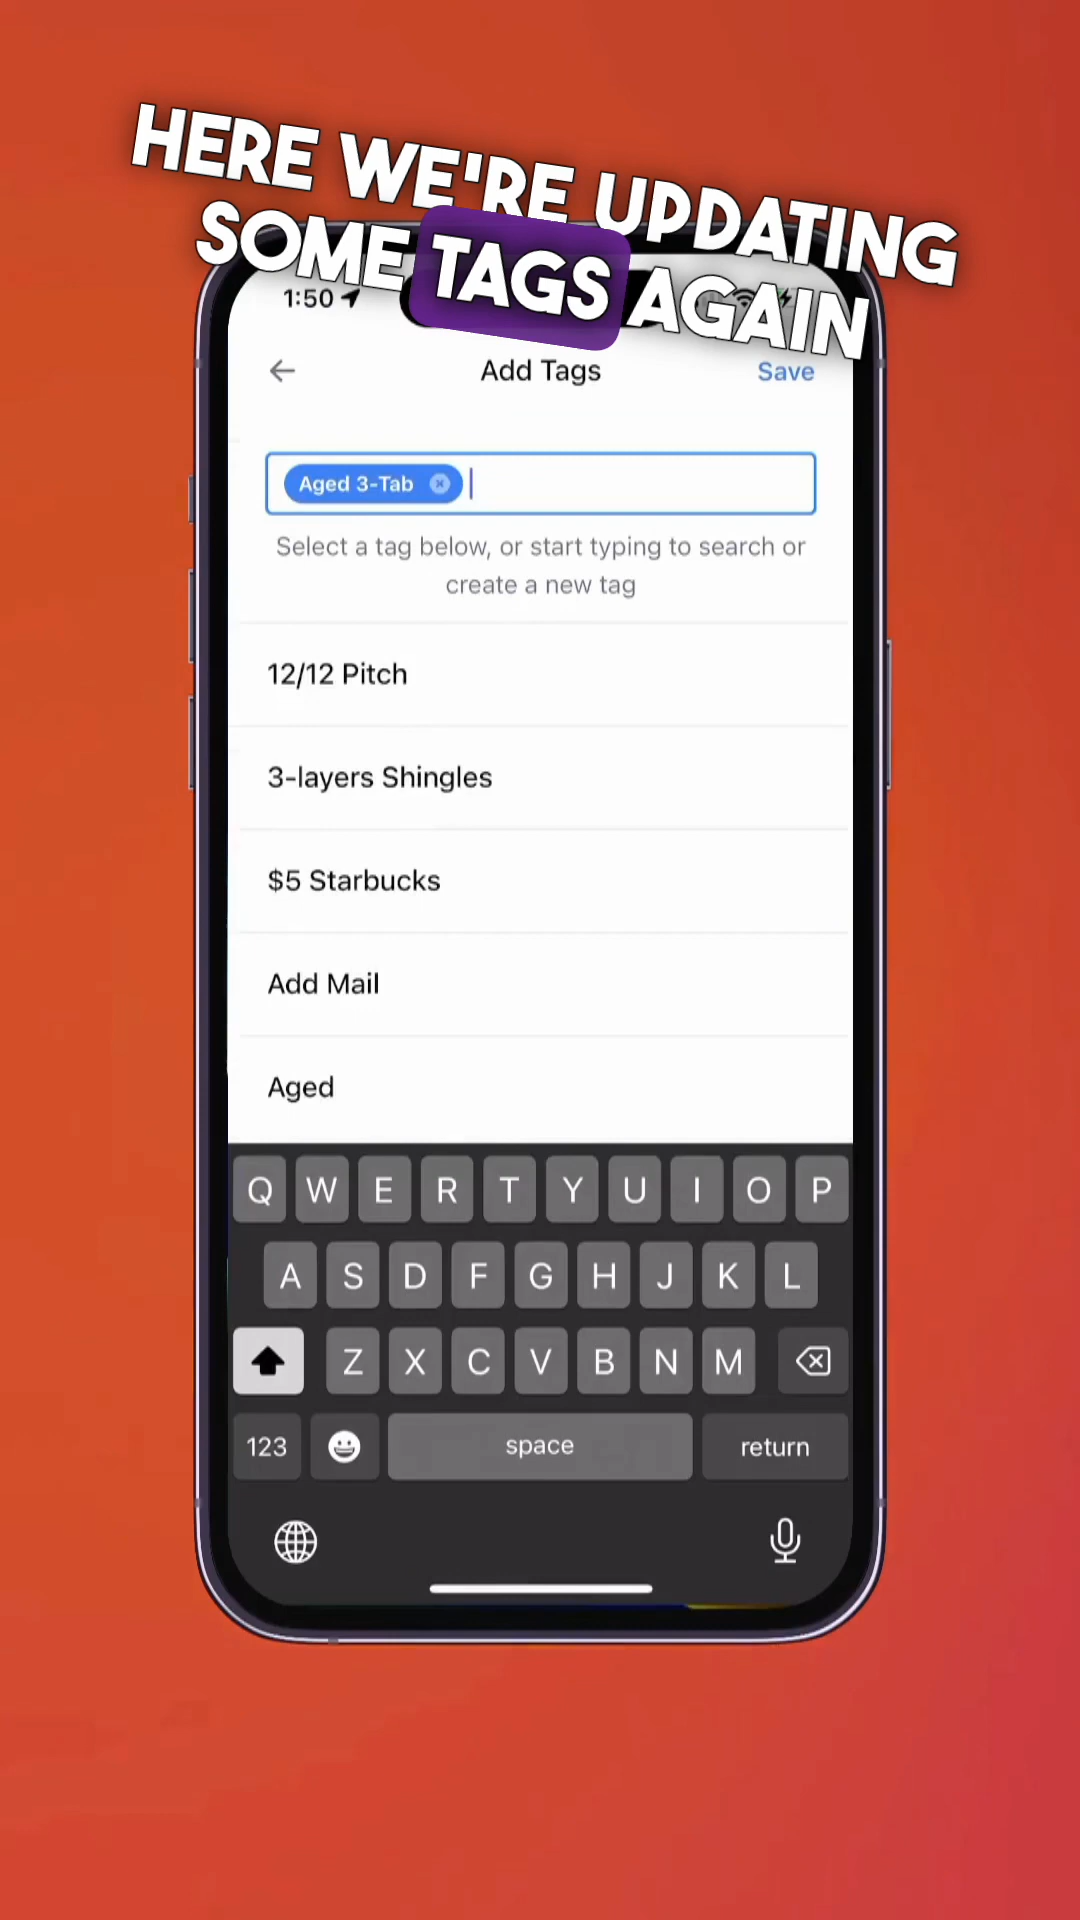 HERE WE'RE UPDATING
SOME TAGS AGAIN
1:50
Add Tags
Save
Aged 3-Tab
Select a tag below, or start typing to search or
create a new tag
12/12 Pitch
3-layers Shingles
$5 Starbucks
Add Mail
Aged
Q W E R T Y U I O P
A S D F G H J K L
Z X C V B N M
123 space return